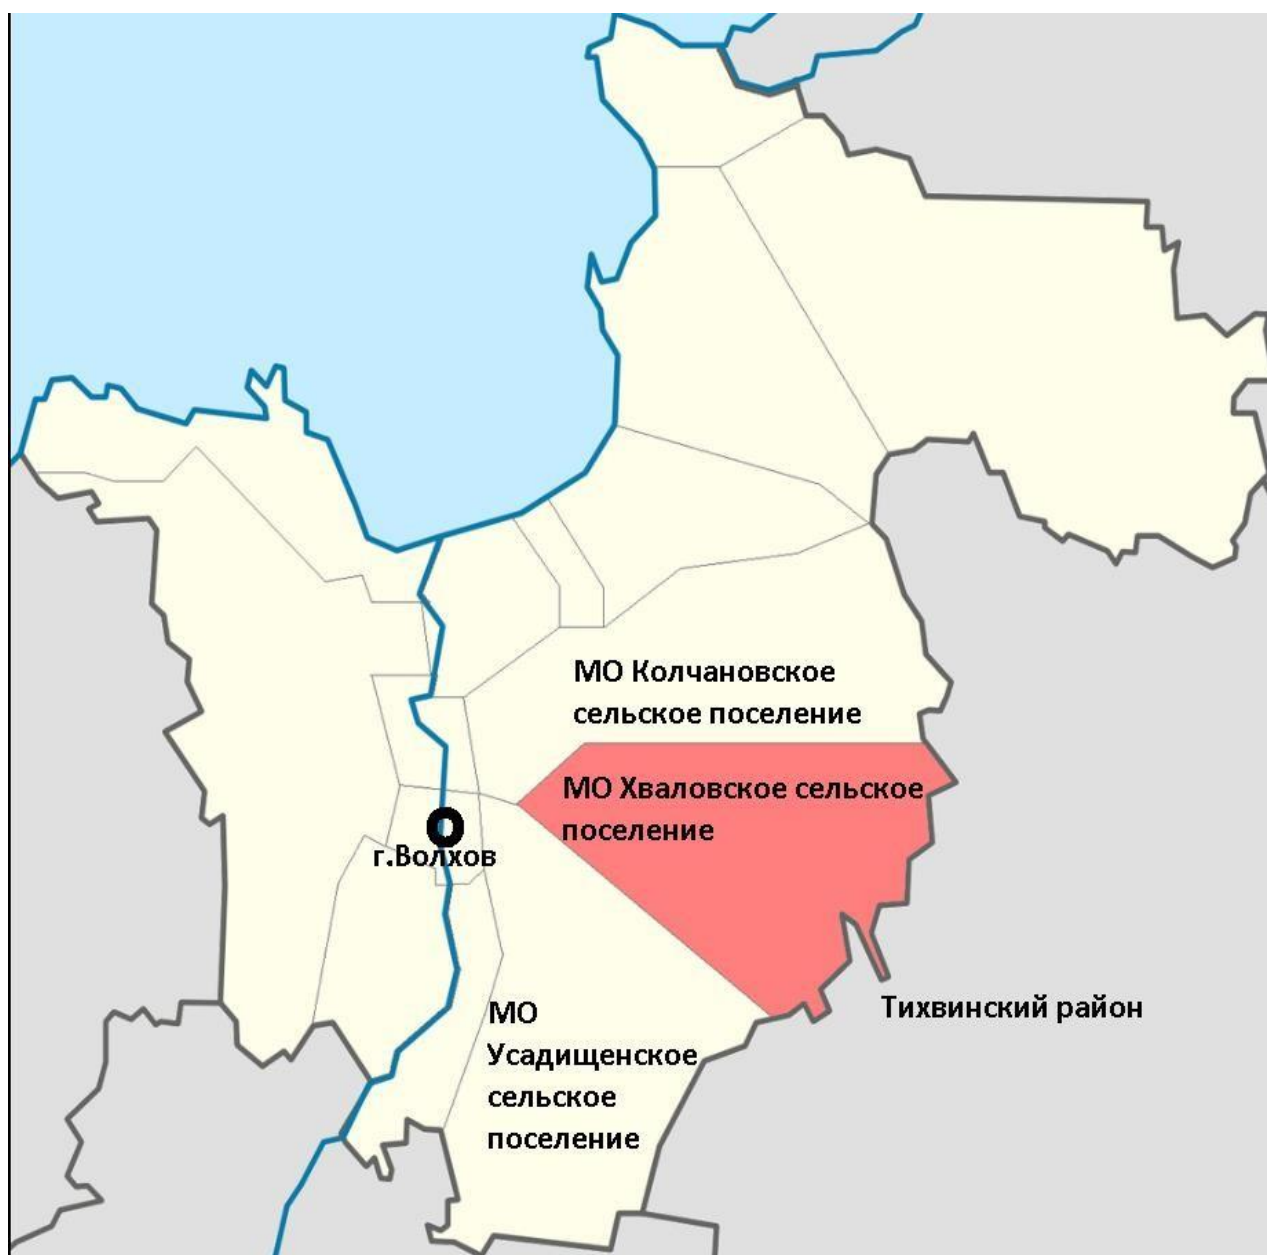 МО Колчановское
сельское поселение
МО Хваловское сельское
поселение
г.Волхов
МО
Усадищенское
сельское
поселение
Тихвинский район